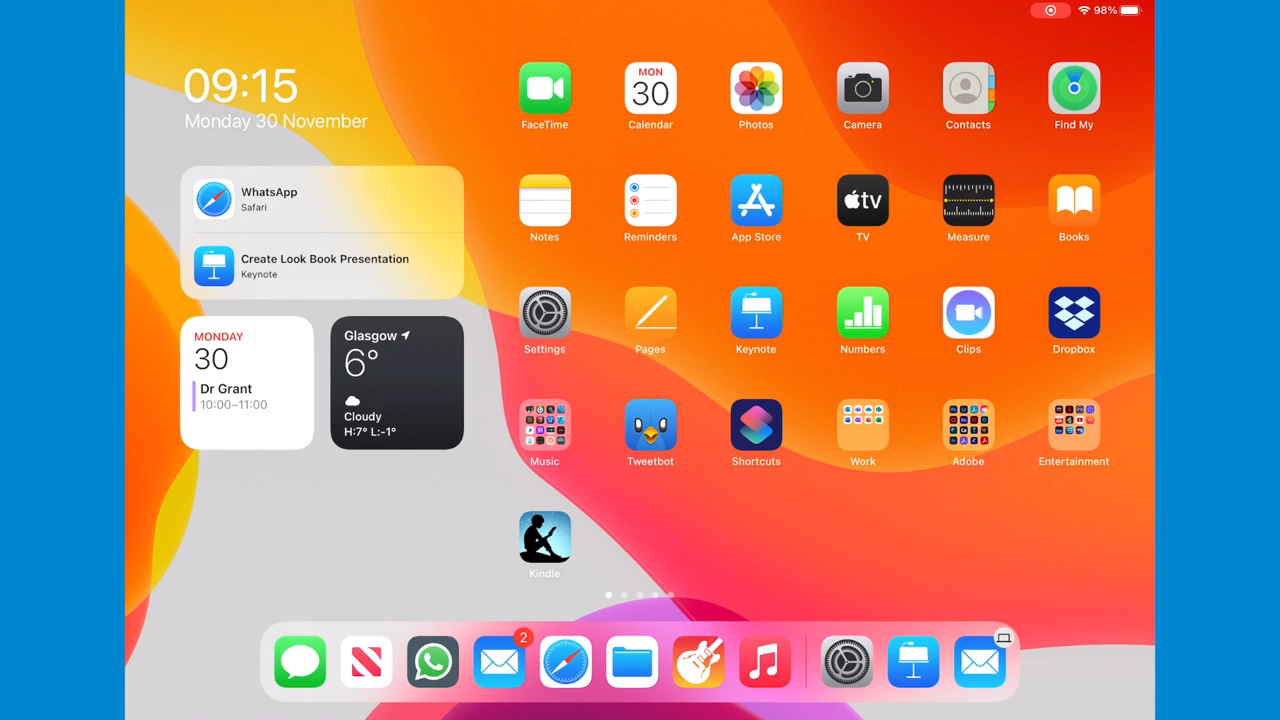 98%
09:15
Monday 30 November
WhatsApp
Safari
Create Look Book Presentation
Keynote
MONDAY
30
Dr Grant
10:00–11:00
Glasgow
6°
Cloudy
H:7° L:-1°
MON
30
FaceTime
Calendar
Photos
Camera
Contacts
Find My
tv
Notes
Reminders
App Store
TV
Measure
Books
Settings
Pages
Keynote
Numbers
Clips
Dropbox
Music
Tweetbot
Shortcuts
Work
Adobe
Entertainment
Kindle
2